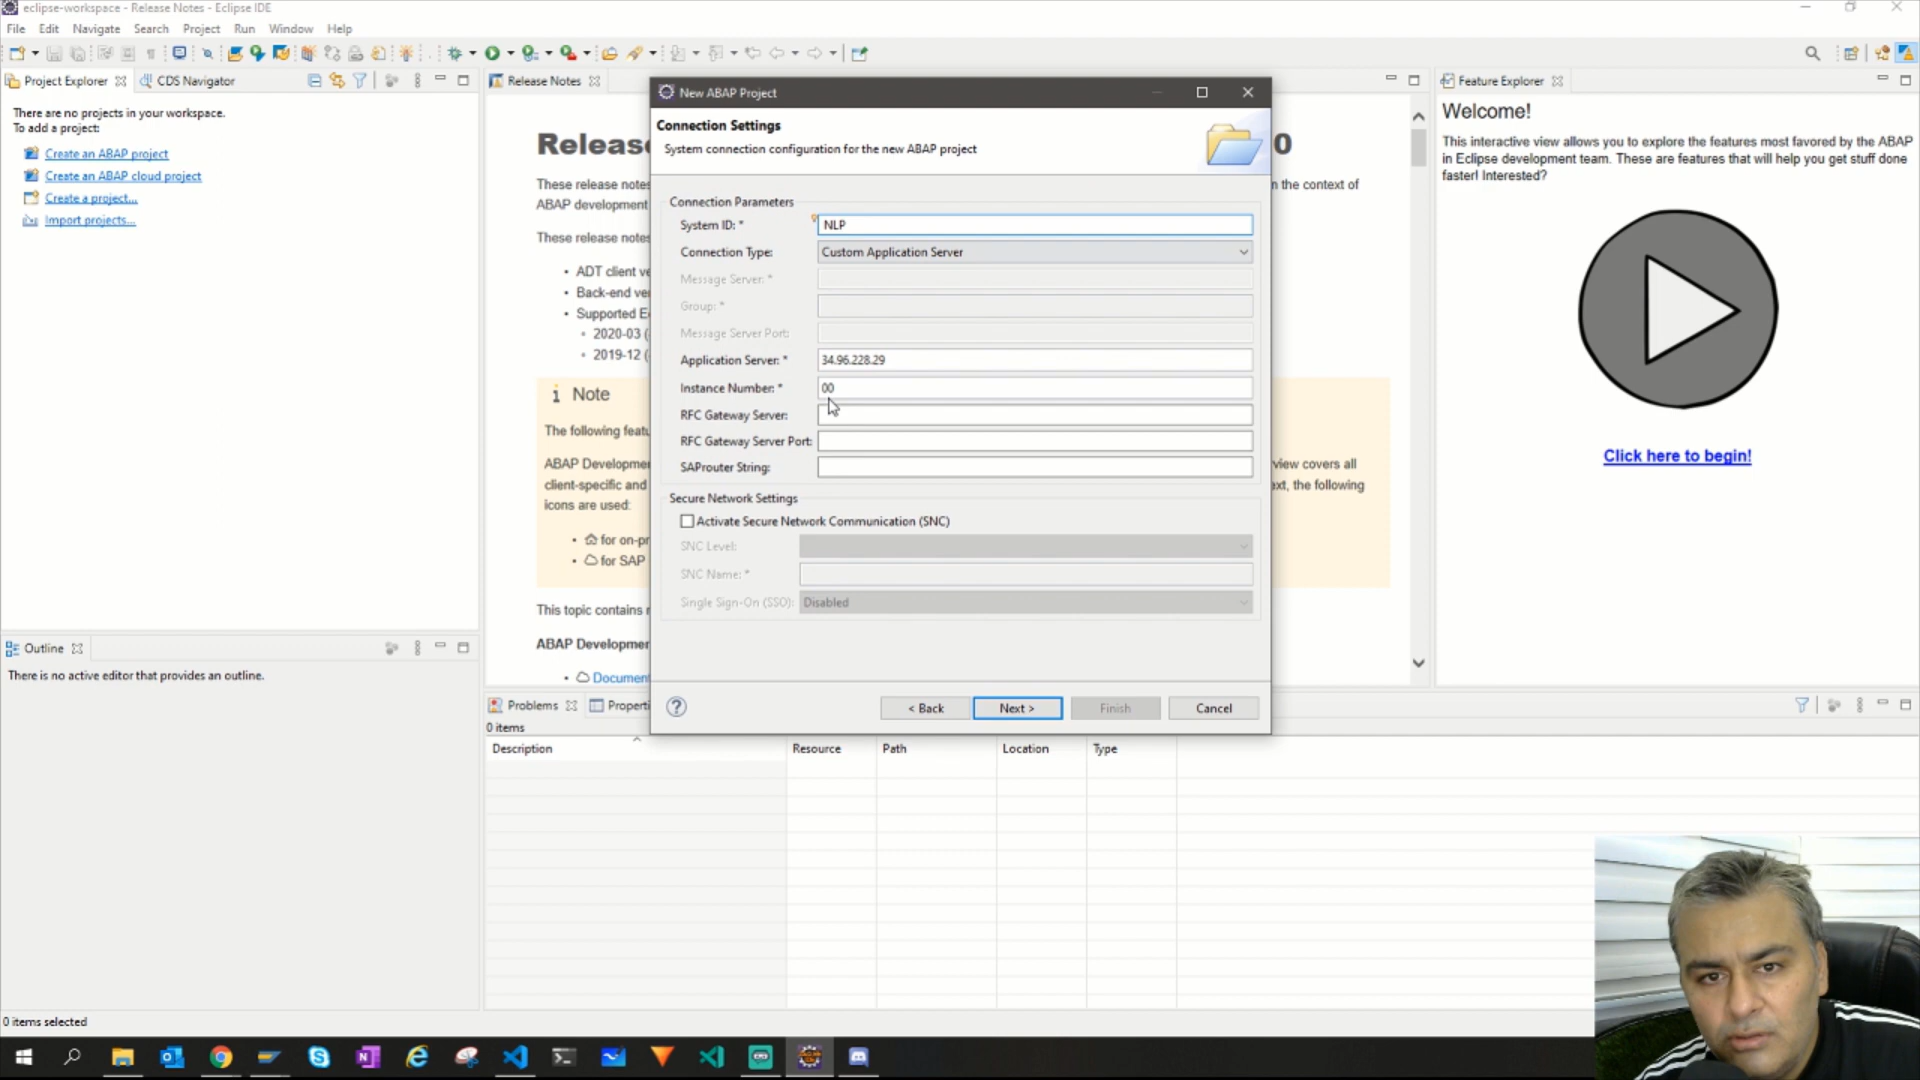 eclipse-workspace - Release Notes - Eclipse IDE
File Edit Navigate Search Project Run Window Help
Project Explorer
CDS Navigator
There are no projects in your workspace.
To add a project:
Create an ABAP project
Create an ABAP cloud project
Create a project...
Import projects...
Outline
There is no active editor that provides an outline.
0 items selected
Release Notes
0
These release notes
n the context of
ABAP development
These release notes
• ADT client ve
• Back-end ver
• Supported E
2020-03 (
2019-12 (
i Note
The following featu
ABAP Developmen
view covers all
client-specific and
ext, the following
icons are used:
• for on-pr
• for SAP
This topic contains r
ABAP Developmen
• Document
New ABAP Project
Connection Settings
System connection configuration for the new ABAP project
Connection Parameters
System ID: * NLP
Connection Type: Custom Application Server
Message Server: *
Group: *
Message Server Port:
Application Server: * 34.96.228.29
Instance Number: * 00
RFC Gateway Server:
RFC Gateway Server Port:
SAProuter String:
Secure Network Settings
Activate Secure Network Communication (SNC)
SNC Level:
SNC Name: *
Single Sign-On (SSO): Disabled
< Back Next > Finish Cancel
Feature Explorer
Welcome!
This interactive view allows you to explore the features most favored by the ABAP
in Eclipse development team. These are features that will help you get stuff done
faster! Interested?
Click here to begin!
Problems
Properti
0 items
Description Resource Path Location Type